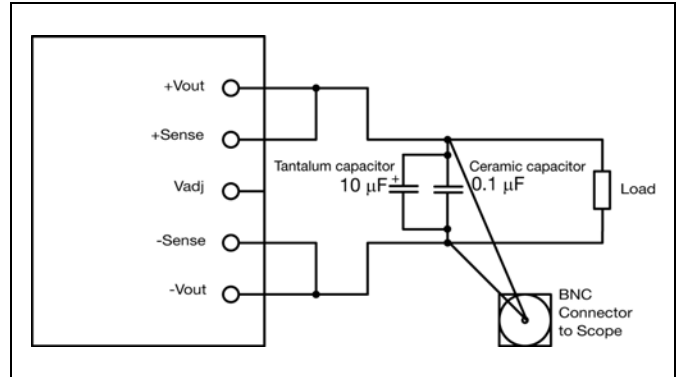 +Vout
+Sense
Vadj
-Sense
-Vout
Tantalum capacitor
10 µF
+
Ceramic capacitor
0.1 µF
Load
BNC
Connector
to Scope